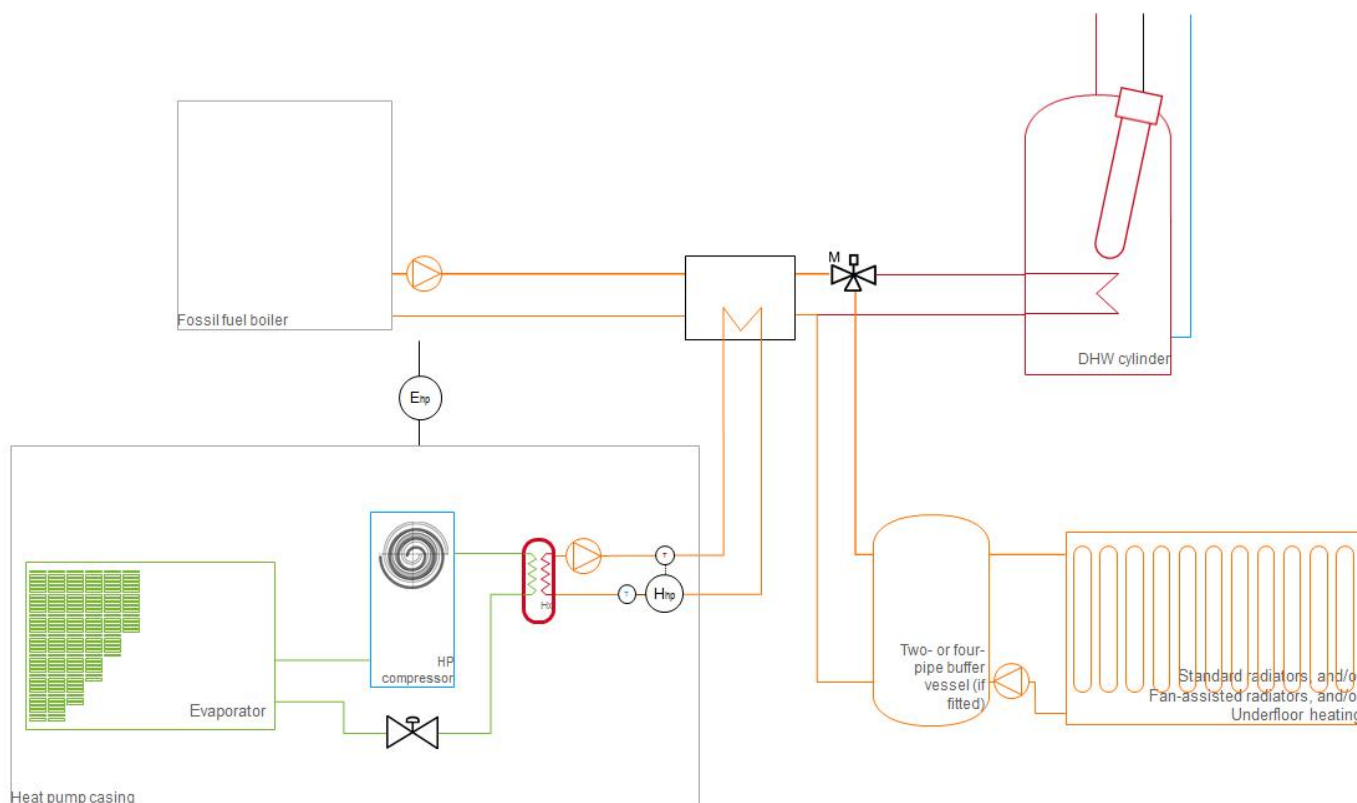 M
Fossil fuel boiler
DHW cylinder
Ehp
HP
compressor
Hx
T
T
Hhp
Evaporator
Two- or four-
pipe buffer
vessel (if
fitted)
Standard radiators, and/o
Fan-assisted radiators, and/o
Underfloor heating
Heat pump casing